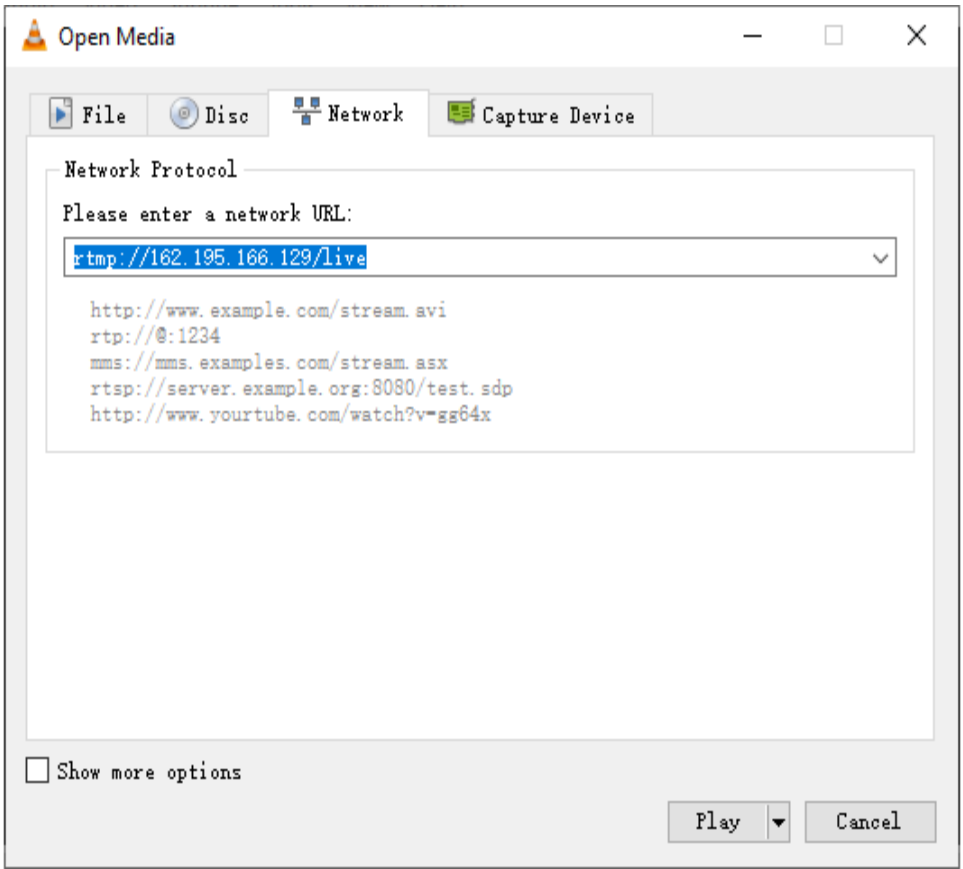 Open Media
File
Disc
Network
Capture Device
Network Protocol
Please enter a network URL:
rtmp://162.195.166.129/live
http://www.example.com/stream.avi
rtp://@:1234
mms://mms.examples.com/stream.asx
rtsp://server.example.org:8080/test.sdp
http://www.yourtube.com/watch?v=gg64x
Show more options
Play
Cancel